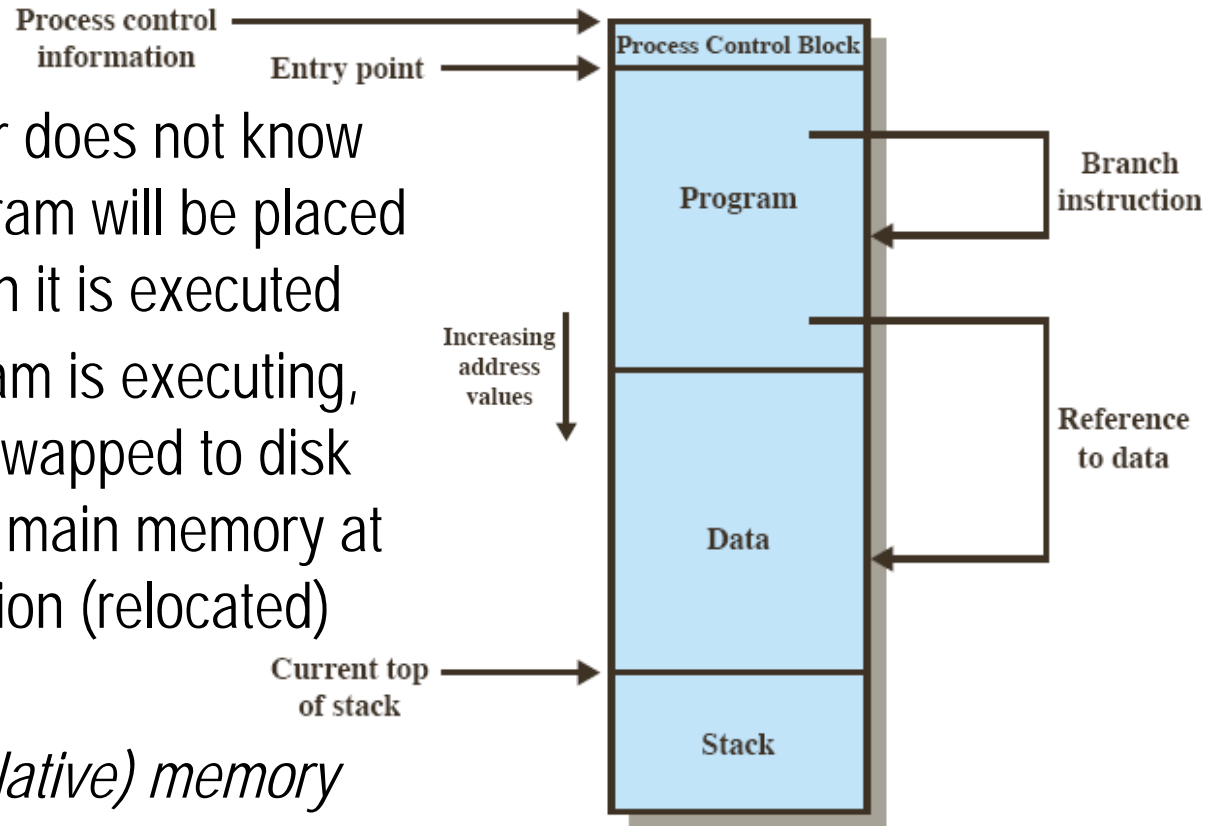 Process control
information
Entry point
r does not know
ram will be placed
n it is executed
am is executing,
wapped to disk
main memory at
ion (relocated)
lative) memory
Increasing
address
values
Current top
of stack
Process Control Block
Program
Data
Stack
Branch
instruction
Reference
to data